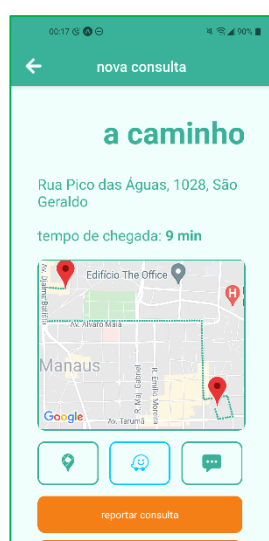 00:17 90%
nova consulta
a caminho
Rua Pico das Águas, 1028, São
Geraldo
tempo de chegada: 9 min
Av. Djalma Batista
Edifício The Office
H
Av. Alvaro Maia
Manaus
R. Maj. Gabriel
R. Emílio Moreira
Google
Av. Tarumã
reportar consulta